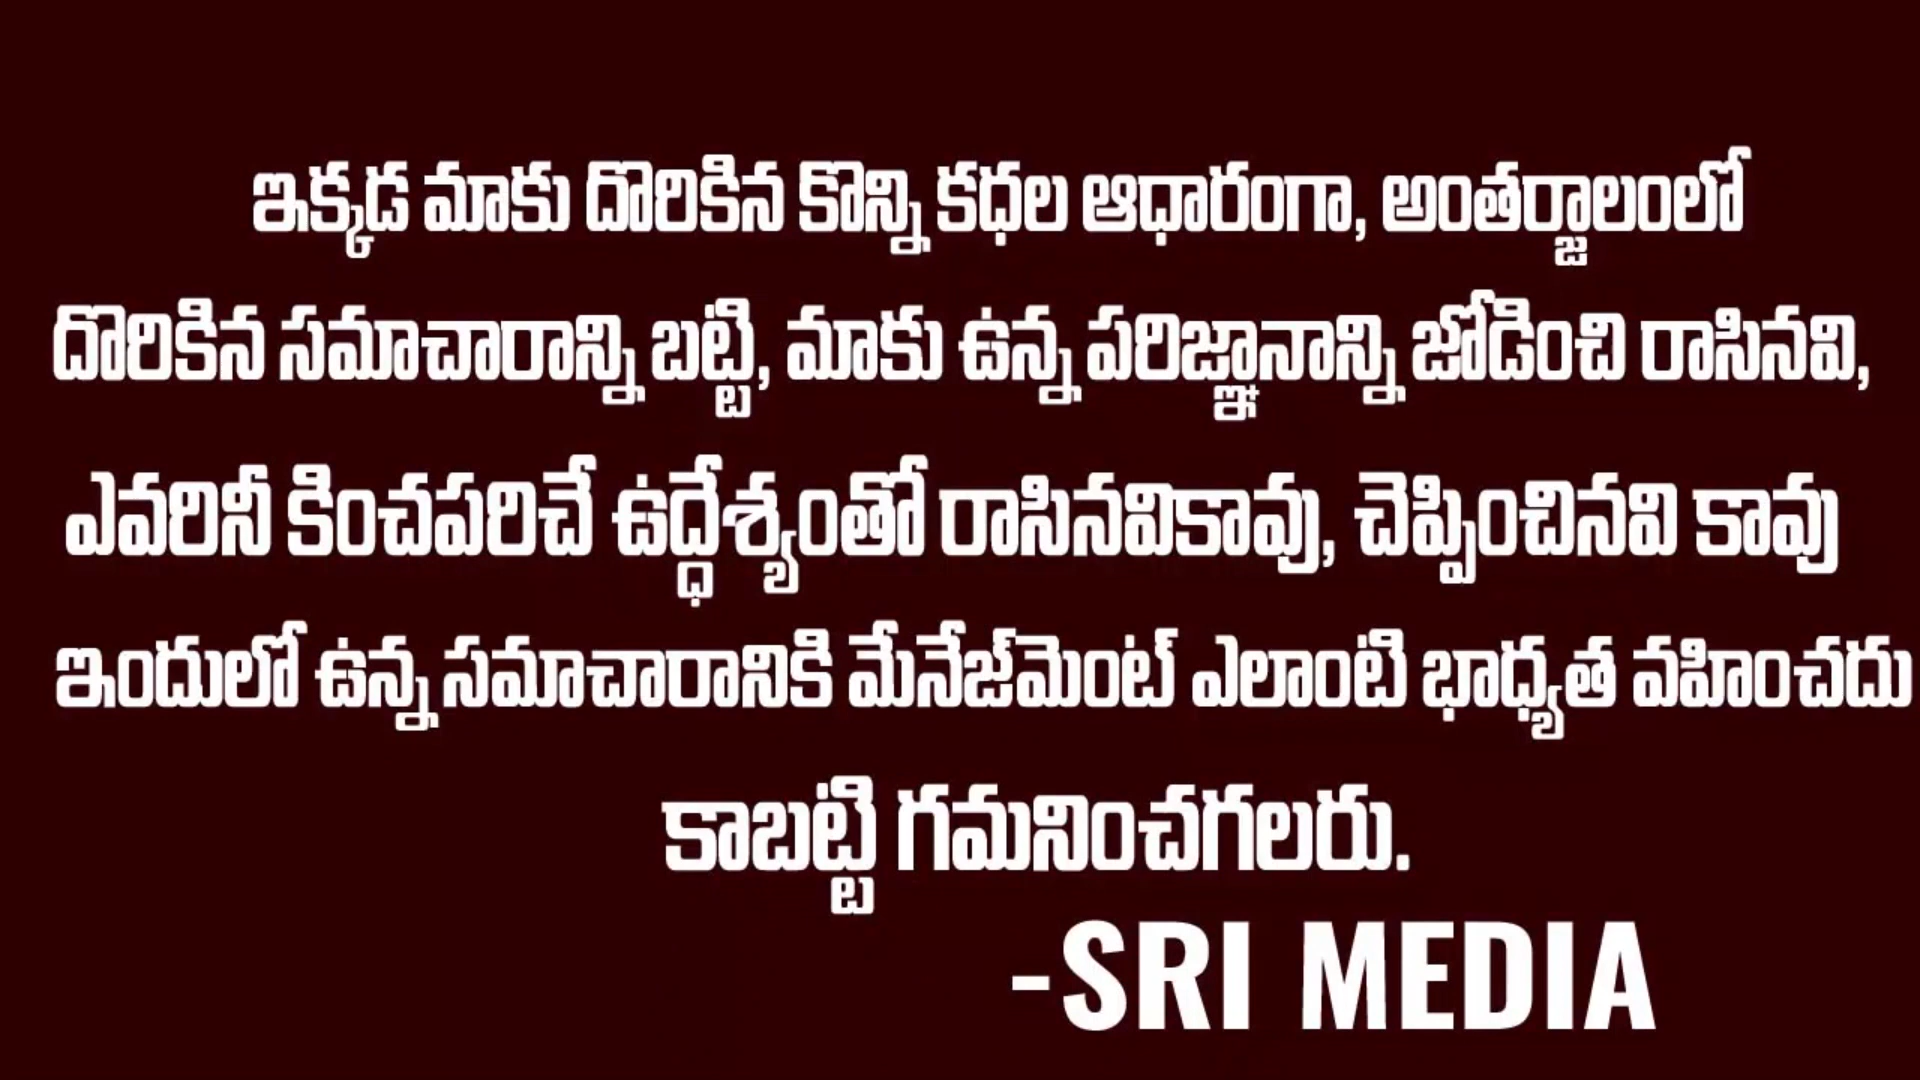 ఇక్కడ మాకు దొరికిన కొన్ని కధల ఆధారంగా, అంతర్జాలంలో
దొరికిన సమాచారాన్ని బట్టి, మాకు ఉన్న పరిజ్ఞానాన్ని జోడించి రాసినవి,
ఎవరినీ కించపరిచే ఉద్ధేశ్యంతో రాసినవికావు, చెప్పించినవి కావు
ఇందులో ఉన్న సమాచారానికి మేనేజ్‌మెంట్ ఎలాంటి భాధ్యత వహించదు
కాబట్టి గమనించగలరు.
-SRI MEDIA